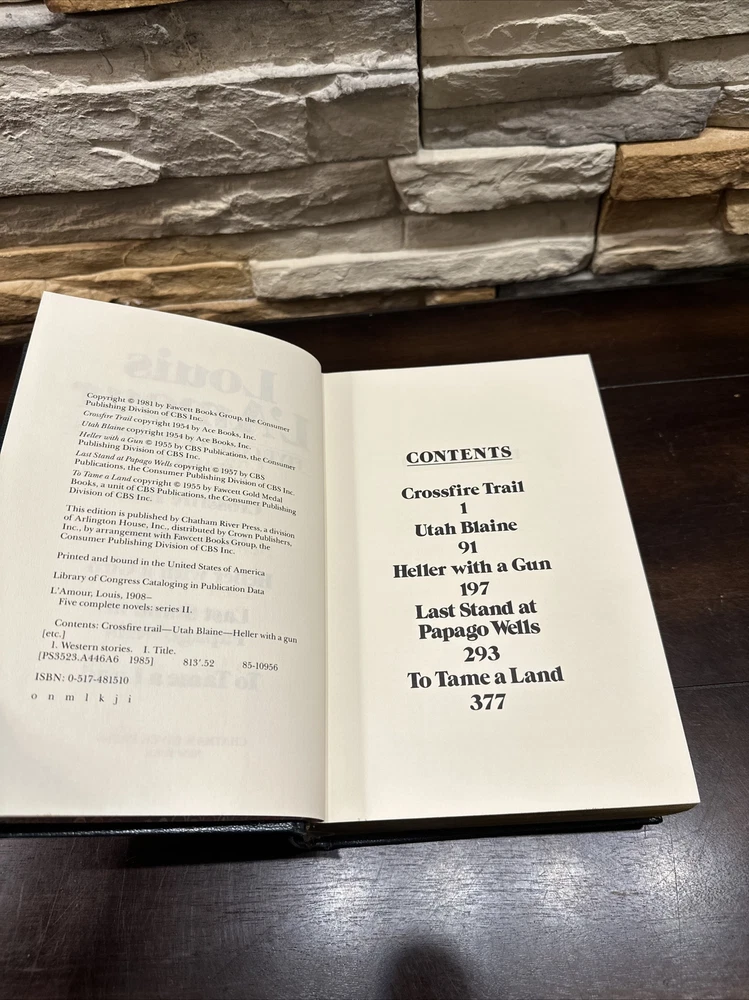 Copyright © 1981 by Fawcett Books Group, the Consumer
Publishing Division of CBS Inc.
Crossfire Trail copyright 1954 by Ace Books, Inc.
Utah Blaine copyright 1954 by Ace Books, Inc.
Heller with a Gun © 1955 by CBS Publications, the Consumer
Publishing Division of CBS Inc.
Last Stand at Papago Wells copyright © 1957 by CBS
Publications, the Consumer Publishing Division of CBS Inc.
To Tame a Land copyright © 1955 by Fawcett Gold Medal
Books, a unit of CBS Publications, the Consumer Publishing
Division of CBS Inc.
This edition is published by Chatham River Press, a division
of Arlington House, Inc., distributed by Crown Publishers,
Inc., by arrangement with Fawcett Books Group, the
Consumer Publishing Division of CBS Inc.
Printed and bound in the United States of America
Library of Congress Cataloging in Publication Data
L'Amour, Louis, 1908–
Five complete novels: series II.
Contents: Crossfire trail—Utah Blaine—Heller with a gun
[etc.]
1. Western stories. I. Title.
[PS3523.A446A6 1985] 813'.52 85-10956
ISBN: 0-517-481510
o n m l k j i
CONTENTS
Crossfire Trail
1
Utah Blaine
91
Heller with a Gun
197
Last Stand at
Papago Wells
293
To Tame a Land
377